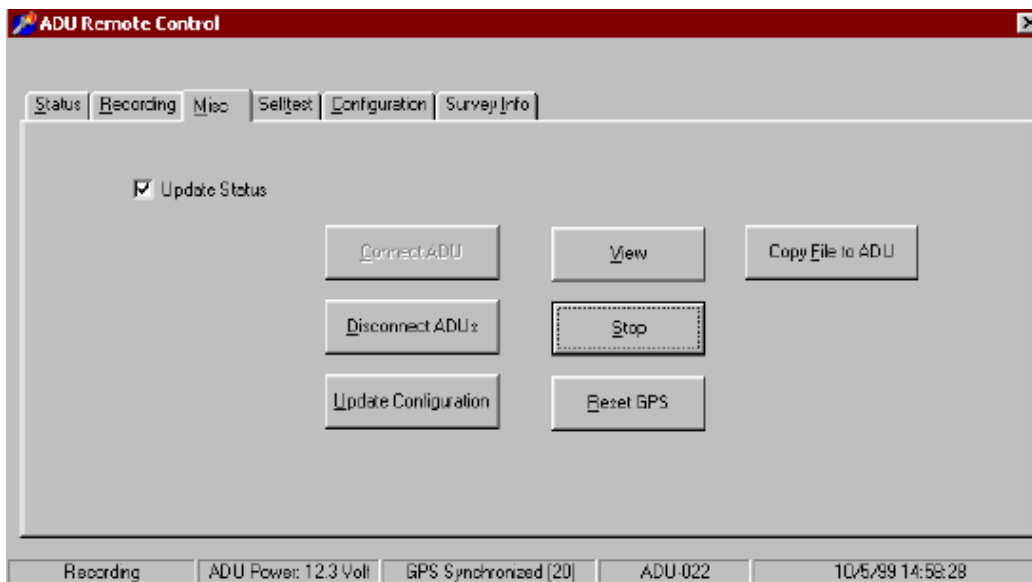 ADU Remote Control
Status Recording Misc Selftest Configuration Survey Info
Update Status
Connect ADU View Copy File to ADU
Disconnect ADUs Stop
Update Configuration Reset GPS
Recording ADU Power: 12.3 Volt GPS Synchronized [20] ADU-022 10/5/99 14:58:28